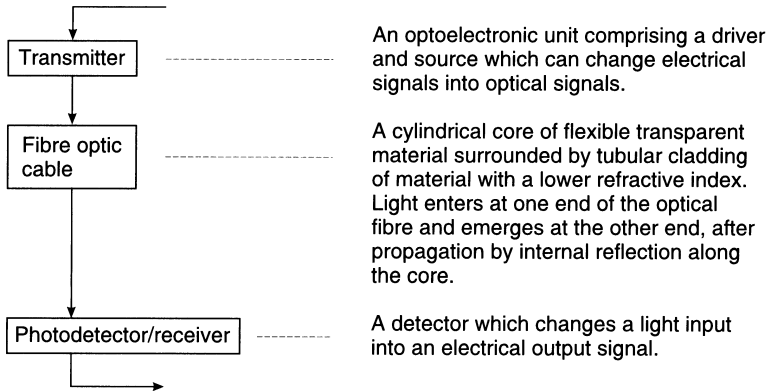 Transmitter
An optoelectronic unit comprising a driver
and source which can change electrical
signals into optical signals.
Fibre optic
cable
A cylindrical core of flexible transparent
material surrounded by tubular cladding
of material with a lower refractive index.
Light enters at one end of the optical
fibre and emerges at the other end, after
propagation by internal reflection along
the core.
Photodetector/receiver
A detector which changes a light input
into an electrical output signal.